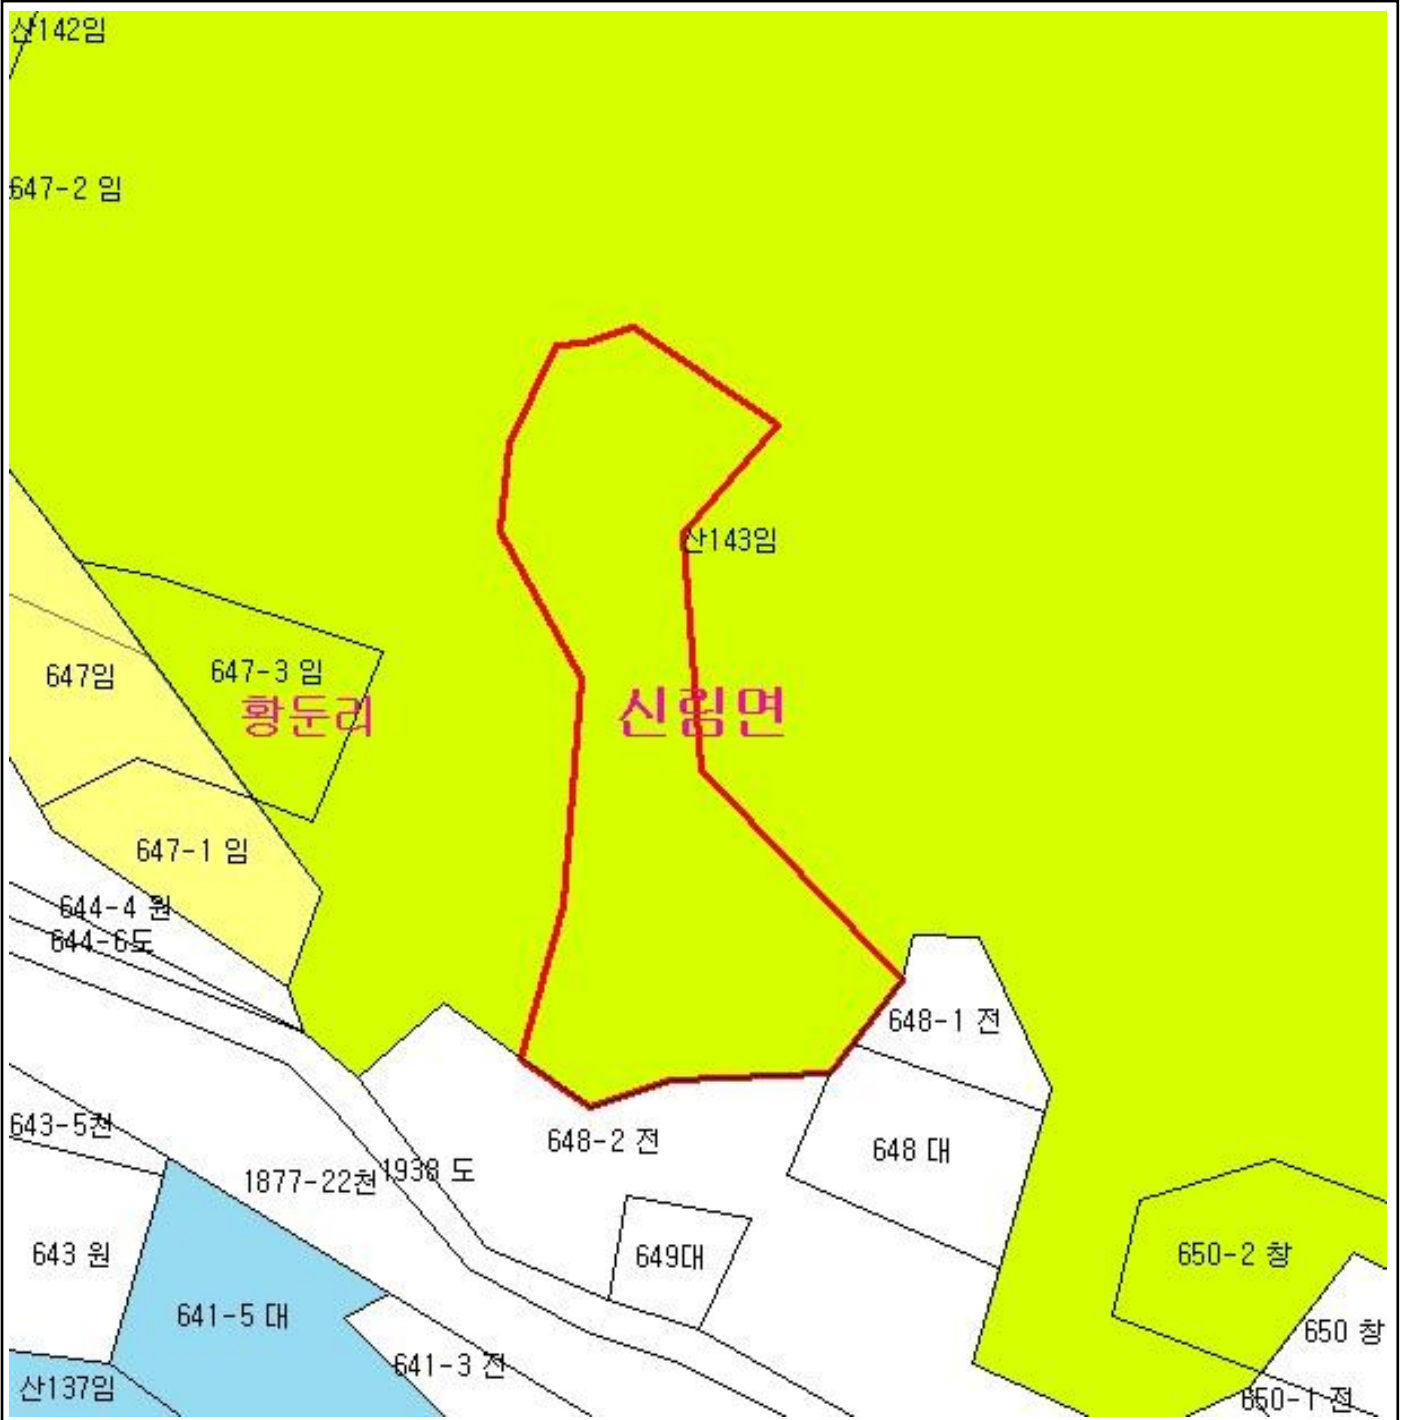 산142임
647-2 임
산143임
647임
647-3 임
황둔리
신림면
647-1 임
644-4 원
644-6도
648-1 전
643-5천
648-2 전
648 대
1877-22천
1938 도
643 원
649대
650-2 창
641-5 대
650 창
641-3 전
산137임
650-1 전